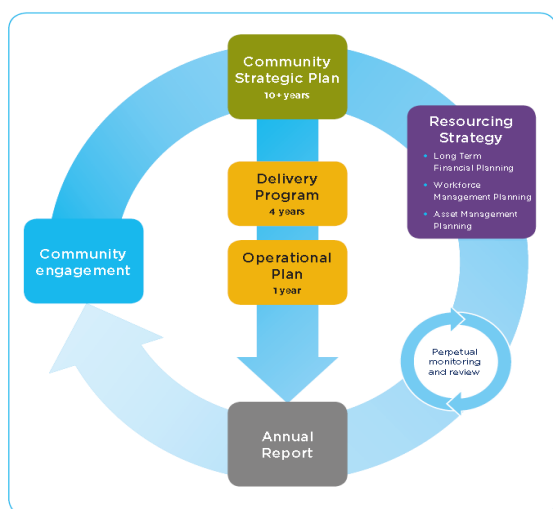 Community
Strategic Plan
10+ years
Resourcing
Strategy
• Long Term
Financial Planning
• Workforce
Management Planning
• Asset Management
Planning
Delivery
Program
4 years
Community
engagement
Operational
Plan
1 year
Perpetual
monitoring
and review
Annual
Report